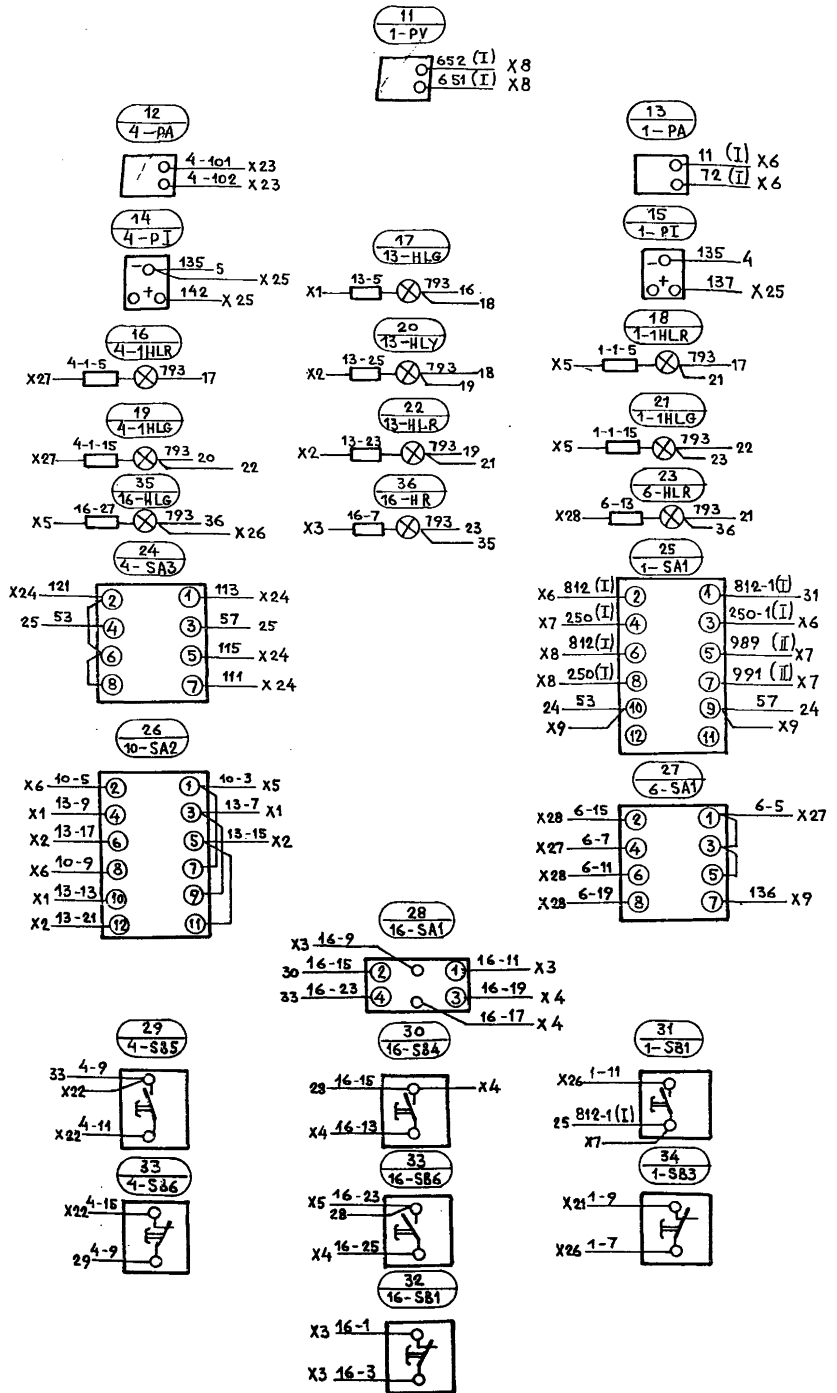 11
1-PV
652 (I) X8
651 (I) X8
12
4-PA
4-101 X23
4-102 X23
13
1-PA
11 (I) X6
72 (I) X6
14
4-PI
- 135 5
X25
+ 142 X25
15
1-PI
- 135 4
+ 137 X25
17
13-HLG
X1 13-5 793 16
18
16
4-1HLR
X27 4-1-5 793 17
20
13-HLY
X2 13-25 793 18
19
18
1-1HLR
X5 1-1-5 793 17
21
19
4-1HLG
X27 4-1-15 793 20
22
22
13-HLR
X2 13-23 793 19
21
21
1-1HLG
X5 1-1-15 793 22
23
35
16-HLG
X5 16-27 793 36
X26
36
16-HR
X3 16-7 793 23
35
23
6-HLR
X28 6-13 793 21
36
24
4-SA3
X24 121 2 1 113 X24
25 53 4 3 57 25
6 5 115 X24
8 7 111 X24
25
1-SA1
X6 812 (I) 2 1 812-1(I) 31
X7 250(I) 4 3 250-1(I) X6
X8 812(I) 6 5 989 (II) X7
X8 250(I) 8 7 991 (II) X7
24 53 10 9 57 24
X9 X9
12 11
26
10-SA2
X6 10-5 2 1 10-3 X5
X1 13-9 4 3 13-7 X1
X2 13-17 6 5 13-15 X2
X6 10-9 8 7
X1 13-13 10 9
X2 13-21 12 11
27
6-SA1
X28 6-15 2 1 6-5 X27
X27 6-7 4 3
X28 6-11 6 5
X28 6-19 8 7 136 X9
28
16-SA1
X3 16-9
30 16-15 2 1 16-11 X3
33 16-23 4 3 16-19 X4
16-17 X4
29
4-SB5
33 4-9
X22
X22 4-11
30
16-SB4
28 16-15 X4
X4 16-13
31
1-SB1
X26 1-11
25 812-1(I)
X7
33
4-SB6
X22 4-15
29 4-9
33
16-SB6
X5 16-23
28
X4 16-25
34
1-SB3
X21 1-9
X26 1-7
32
16-SB1
X3 16-1
X3 16-3